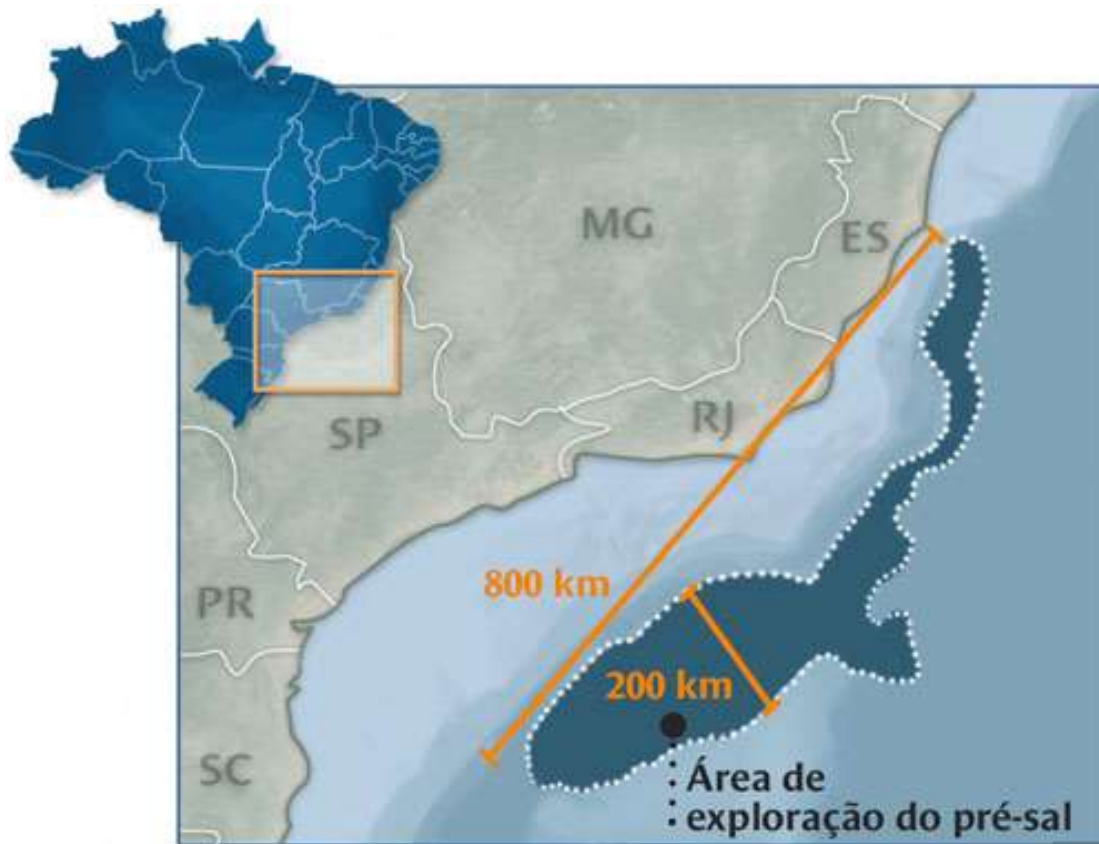 MG
ES
SP
RJ
800 km
PR
200 km
SC
Área de
exploração do pré-sal